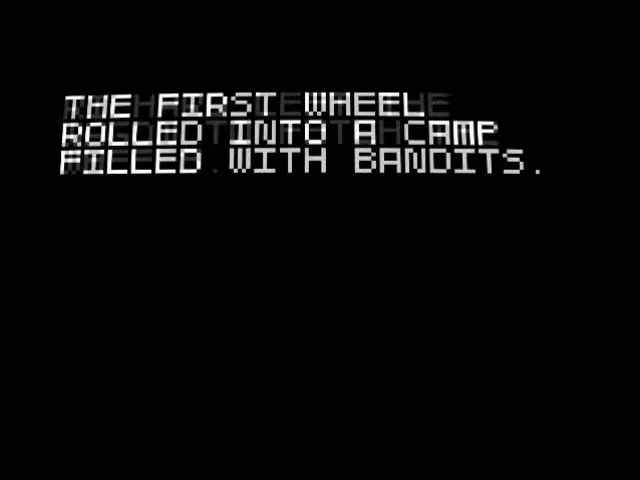 THE FIRST WHEEL
ROLLED INTO A CAMP
FILLED WITH BANDITS.